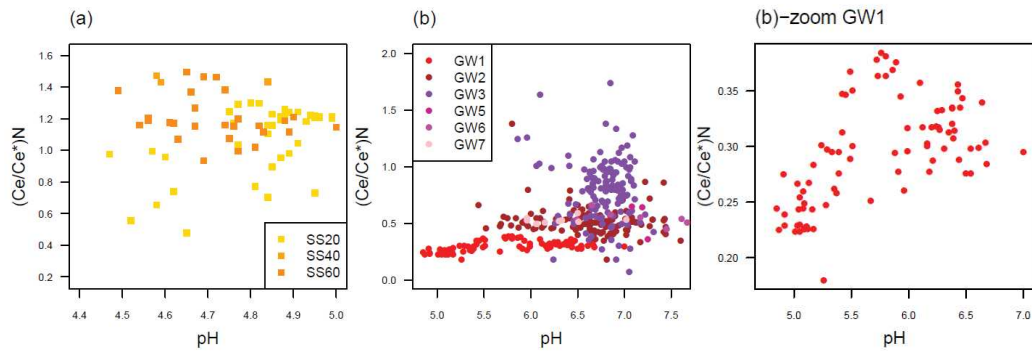 (a)
(Ce/Ce*)N
1.6
1.4
1.2
1.0
0.8
0.6
0.4
0.2
SS20
SS40
SS60
4.4 4.5 4.6 4.7 4.8 4.9 5.0
pH
(b)
(Ce/Ce*)N
2.0
1.5
1.0
0.5
0.0
GW1
GW2
GW3
GW5
GW6
GW7
5.0 5.5 6.0 6.5 7.0 7.5
pH
(b)-zoom GW1
(Ce/Ce*)N
0.35
0.30
0.25
0.20
5.0 5.5 6.0 6.5 7.0
pH